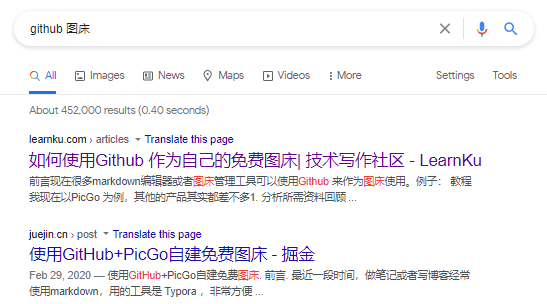 github 图床
All Images News Maps Videos More Settings Tools
About 452,000 results (0.40 seconds)
learnku.com › articles Translate this page
如何使用Github 作为自己的免费图床| 技术写作社区 - LearnKu
前言现在很多markdown编辑器或者图床管理工具可以使用Github 来作为图床使用。例子： 教程
我现在以PicGo 为例，其他的产品其实都差不多1. 分析所需资料回顾 ...
juejin.cn › post Translate this page
使用GitHub+PicGo自建免费图床 - 掘金
Feb 29, 2020 — 使用GitHub+PicGo自建免费图床. 前言. 最近一段时间，做笔记或者写博客经常
使用markdown，用的工具是 Typora ，非常方便 ...